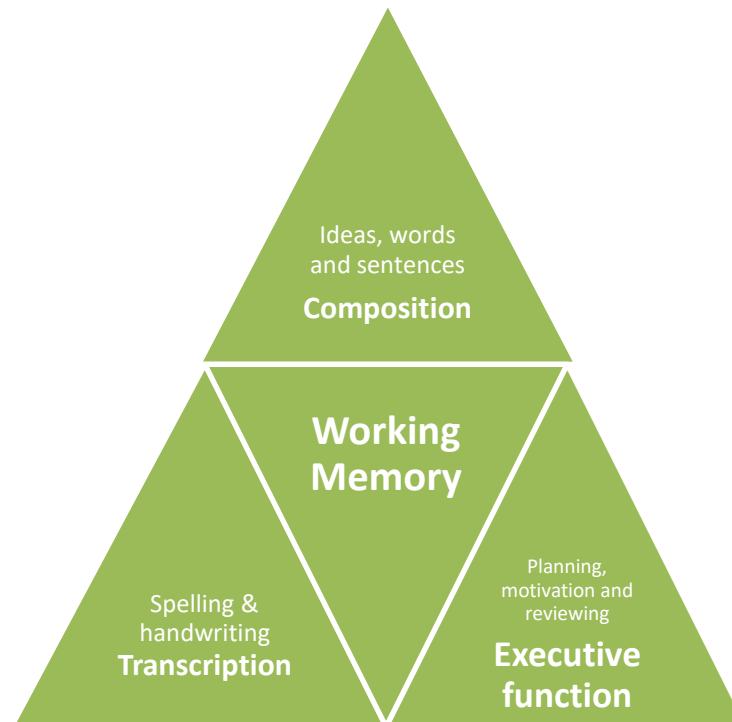 Ideas, words
and sentences
Composition
Working
Memory
Spelling &
handwriting
Transcription
Planning,
motivation and
reviewing
Executive
function